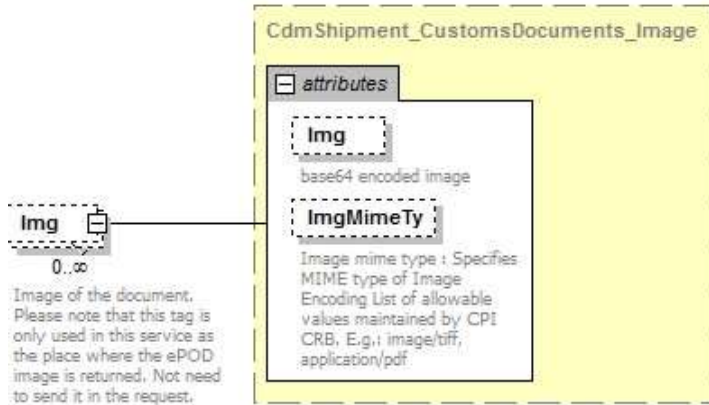 CdmShipment_CustomsDocuments_Image
attributes
Img
base64 encoded image
ImgMimeTy
Image mime type : Specifies
MIME type of Image
Encoding List of allowable
values maintained by CPI
CRB. E.g.: image/tiff,
application/pdf
Img
0..∞
Image of the document.
Please note that this tag is
only used in this service as
the place where the ePOD
image is returned. Not need
to send it in the request.